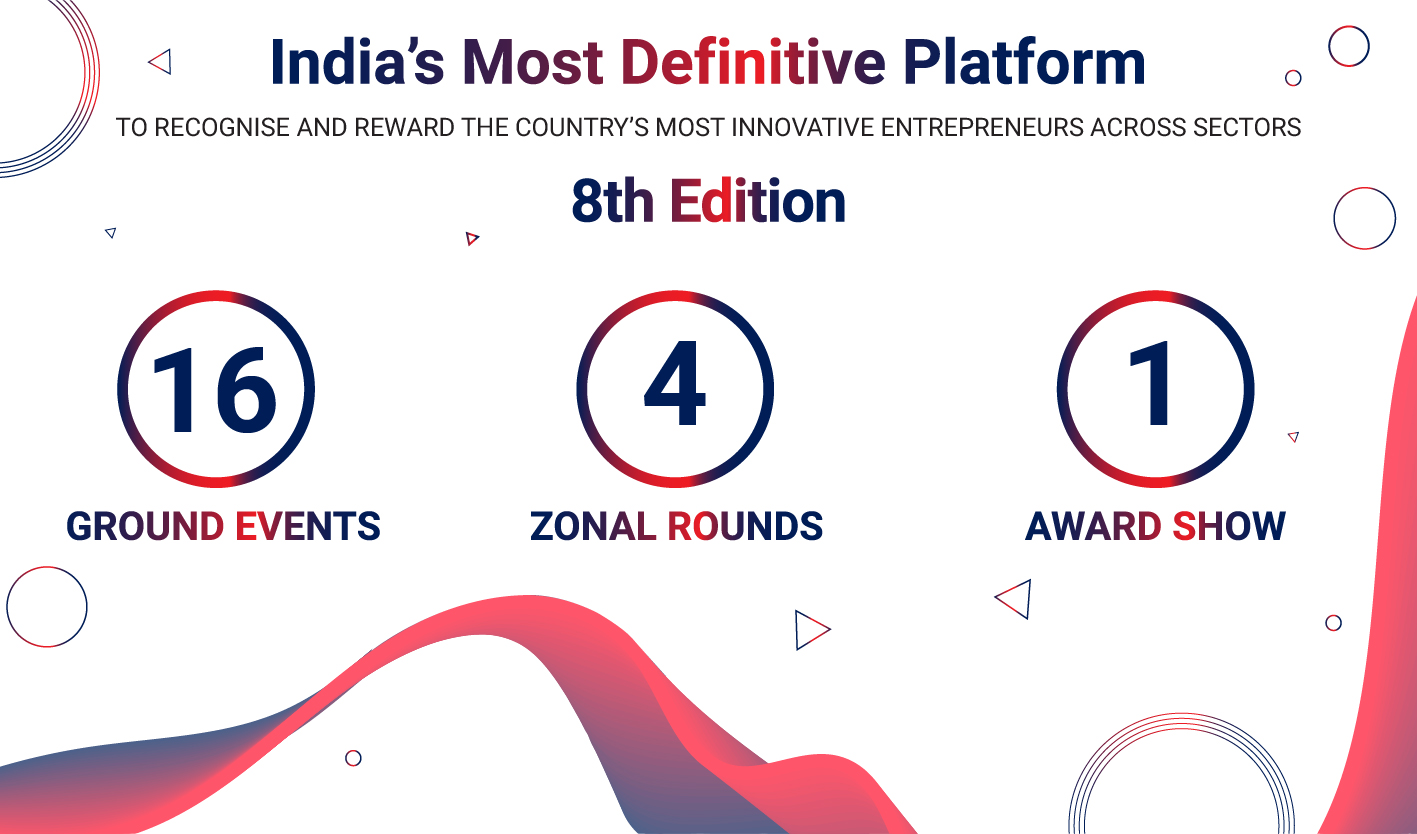 India’s Most Definitive Platform
TO RECOGNISE AND REWARD THE COUNTRY’S MOST INNOVATIVE ENTREPRENEURS ACROSS SECTORS
8th Edition
16
GROUND EVENTS
4
ZONAL ROUNDS
1
AWARD SHOW